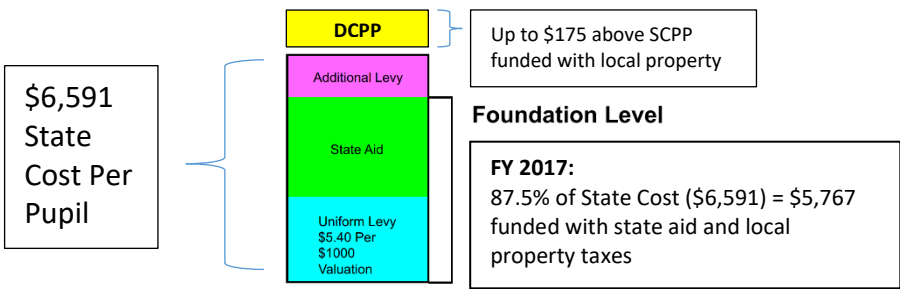 DCPP
Up to $175 above SCPP
funded with local property
$6,591
State
Cost Per
Pupil
Additional Levy
State Aid
Uniform Levy
$5.40 Per
$1000
Valuation
Foundation Level
FY 2017:
87.5% of State Cost ($6,591) = $5,767
funded with state aid and local
property taxes